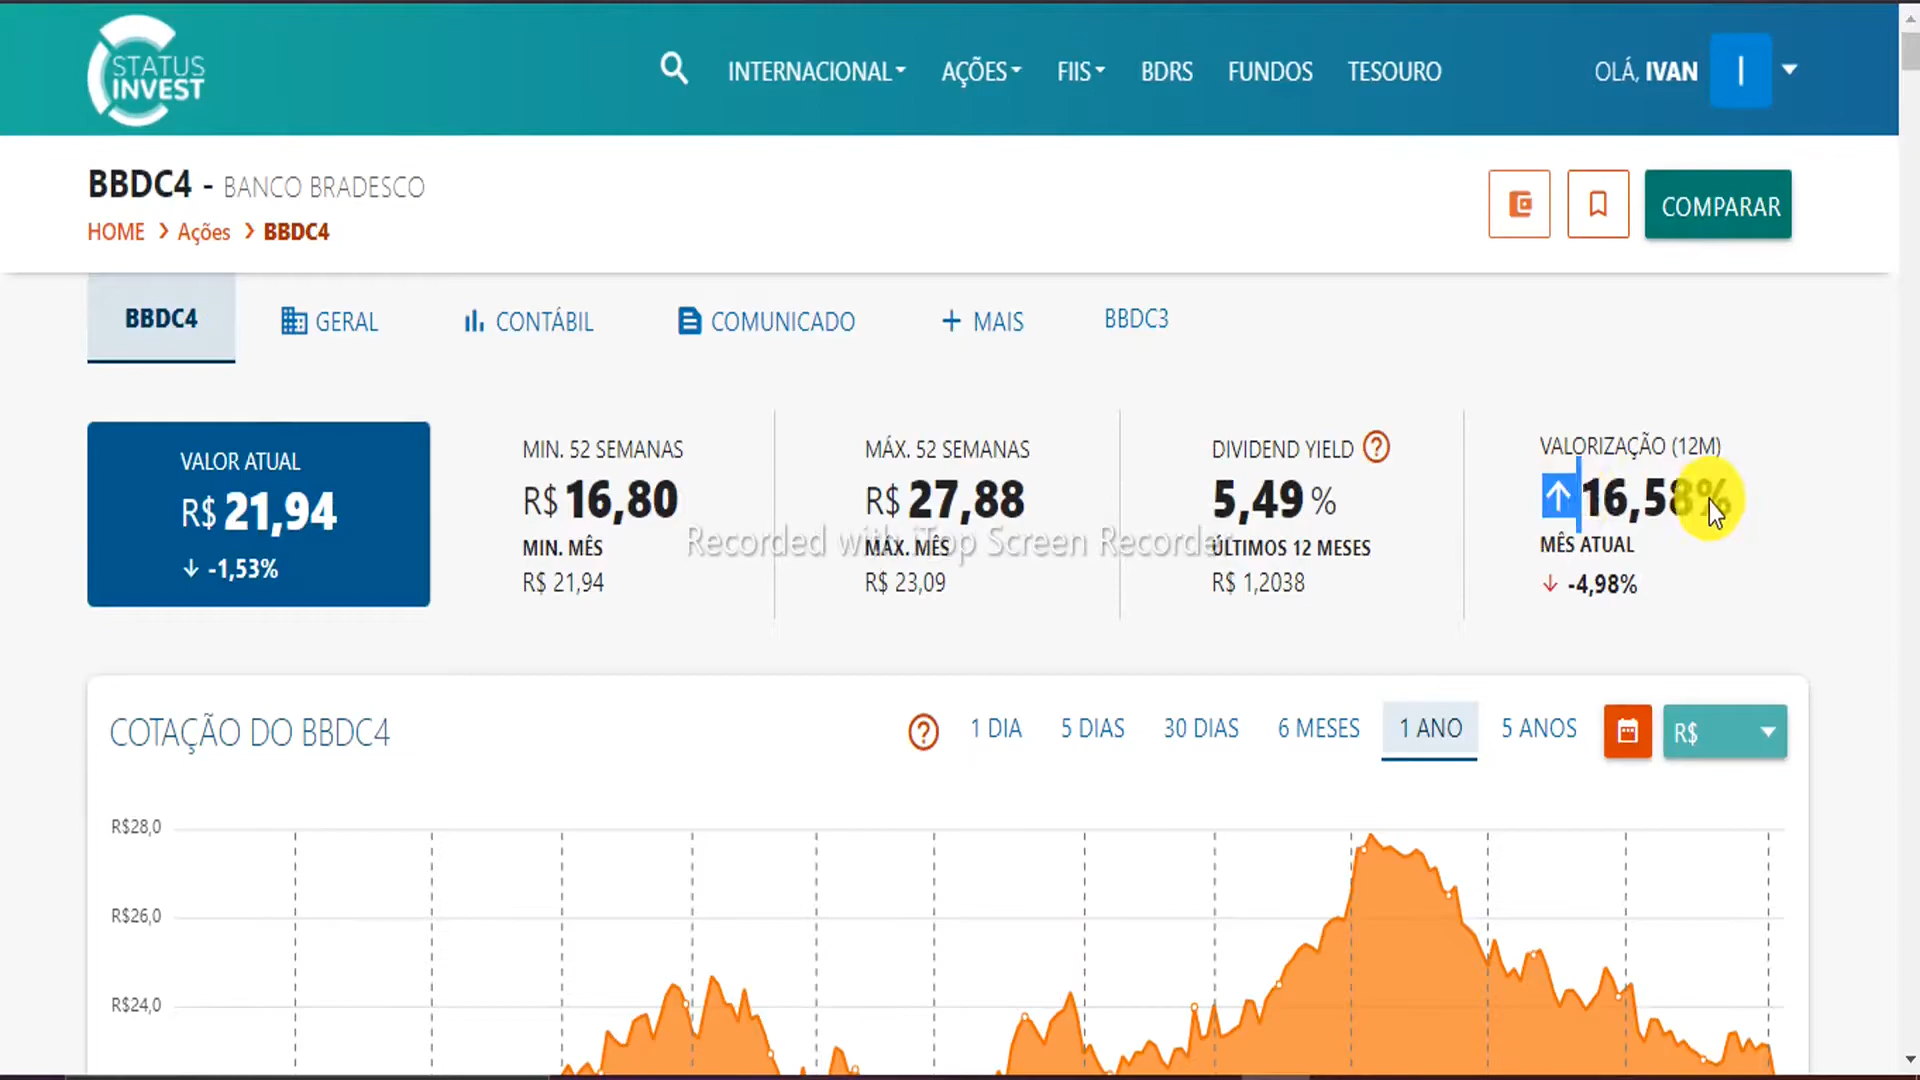 STATUS
INVEST
INTERNACIONAL
AÇÕES
FIIS
BDRS
FUNDOS
TESOURO
OLÁ, IVAN
I
BBDC4 - BANCO BRADESCO
COMPARAR
HOME > Ações > BBDC4
BBDC4
GERAL
CONTÁBIL
COMUNICADO
+ MAIS
BBDC3
VALOR ATUAL
R$ 21,94
↓ -1,53%
MIN. 52 SEMANAS
R$ 16,80
MIN. MÊS
R$ 21,94
MÁX. 52 SEMANAS
R$ 27,88
MÁX. MÊS
R$ 23,09
DIVIDEND YIELD ?
5,49 %
ÚLTIMOS 12 MESES
R$ 1,2038
VALORIZAÇÃO (12M)
↑ 16,58%
MÊS ATUAL
↓ -4,98%
Recorded with iTop Screen Recorder
COTAÇÃO DO BBDC4
?
1 DIA
5 DIAS
30 DIAS
6 MESES
1 ANO
5 ANOS
R$
R$28,0
R$26,0
R$24,0